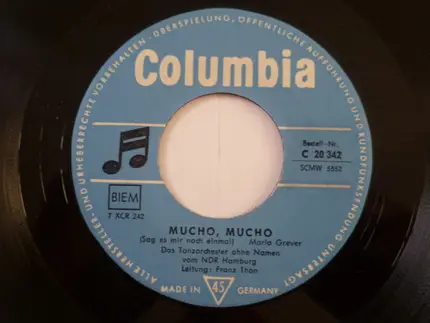 ALLE HERSTELLER- UND URHEBERRECHTE VORBEHALTEN - ÜBERSPIELUNG, ÖFFENTLICHE AUFFÜHRUNG UND RUNDFUNKSENDUNG UNTERSAGT
Columbia
Bestell-Nr.
C 20 342
SCMW 5552
BIEM
7 XCR 242
MUCHO, MUCHO
(Sag es mir noch einmal) Maria Grever
Das Tanzorchester ohne Namen
vom NDR Hamburg
Leitung: Franz Thon
MADE IN 45 GERMANY